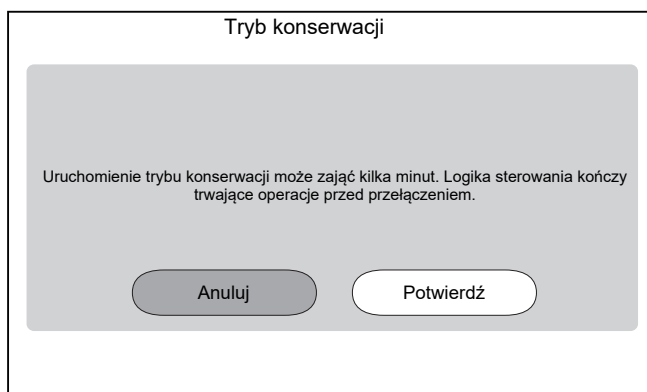 Tryb konserwacji
Uruchomienie trybu konserwacji może zająć kilka minut. Logika sterowania kończy
trwające operacje przed przełączeniem.
Anuluj
Potwierdź